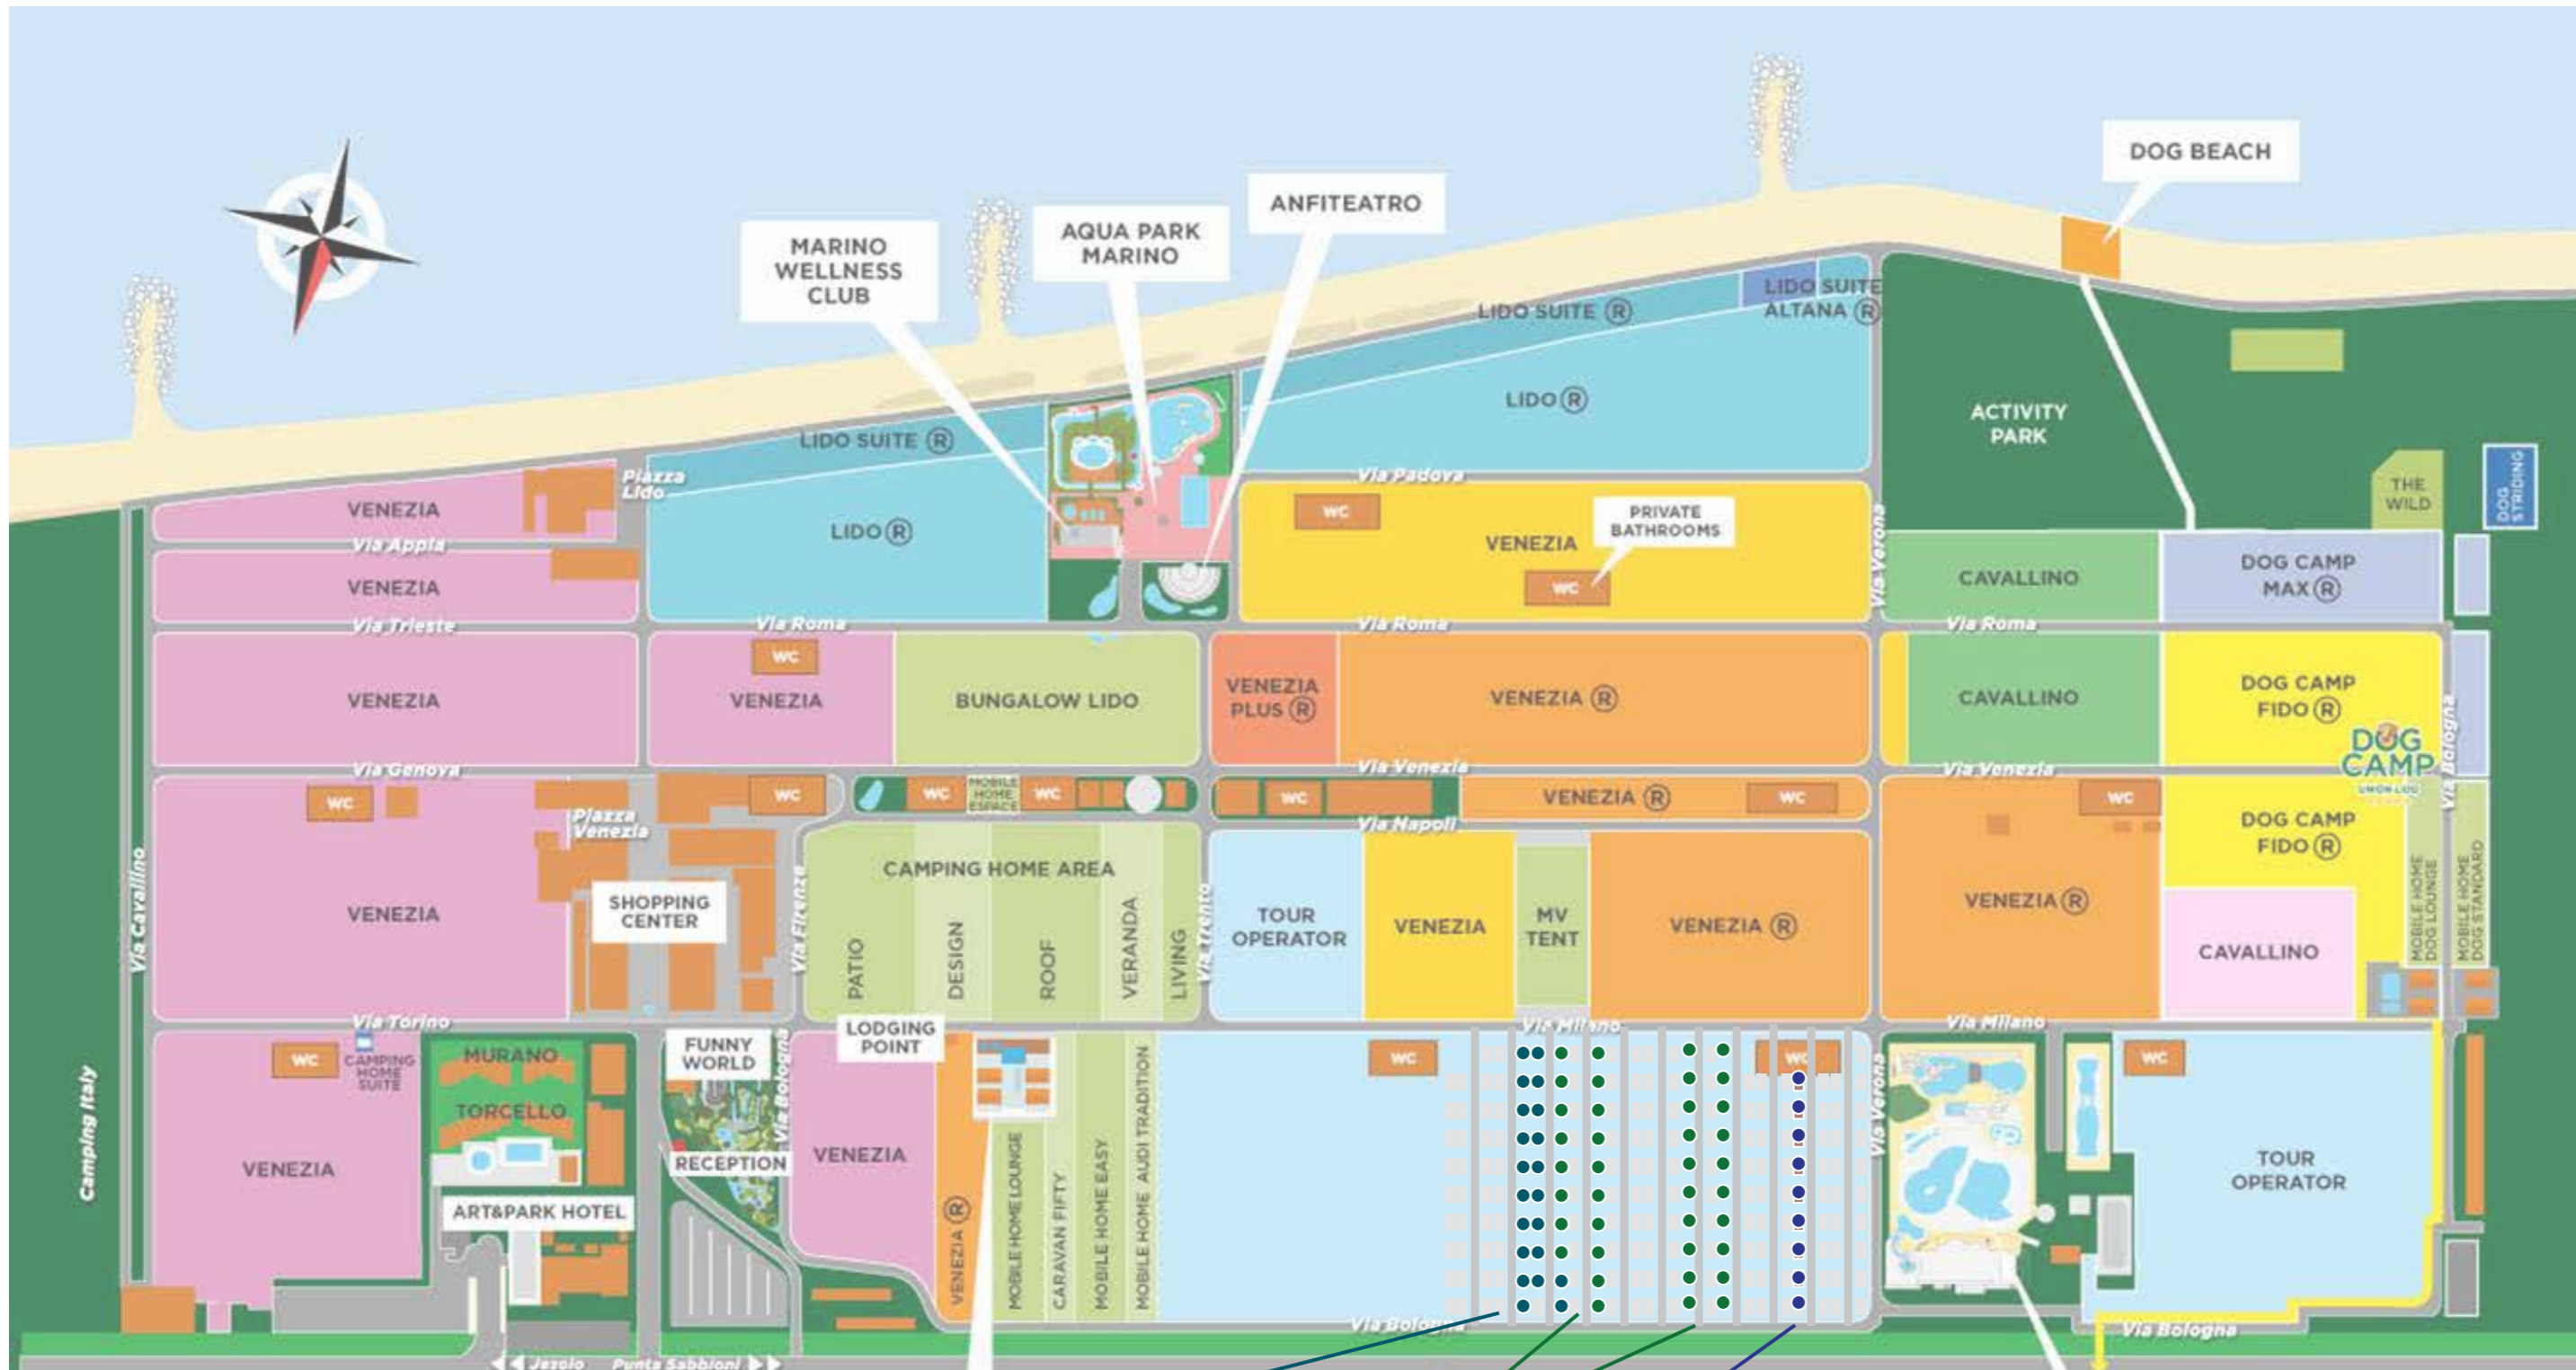 DOG BEACH
ANFITEATRO
AQUA PARK
MARINO
MARINO
WELLNESS
CLUB
LIDO SUITE
ALTANA R
LIDO SUITE R
LIDO R
ACTIVITY
PARK
LIDO SUITE R
Piazza
Lido
Via Padova
THE
WILD
DOG
STRIDING
VENEZIA
LIDO R
WC
PRIVATE
BATHROOMS
VENEZIA
WC
Via Verona
Via Appia
VENEZIA
CAVALLINO
DOG CAMP
MAX R
Via Trieste
Via Roma
Via Roma
Via Roma
WC
VENEZIA
VENEZIA
BUNGALOW LIDO
VENEZIA
PLUS R
VENEZIA R
CAVALLINO
DOG CAMP
FIDO R
DOG
CAMP
UNION LIDO
Via Bologna
Via Genova
Via Venezia
Via Venezia
WC
WC
WC
MOBILE
HOME
ESPACE
WC
WC
VENEZIA R
WC
WC
Piazza
Venezia
Via Napoli
DOG CAMP
FIDO R
Via Cavallino
VENEZIA
SHOPPING
CENTER
Via Firenze
CAMPING HOME AREA
PATIO
DESIGN
ROOF
VERANDA
LIVING
Via Trento
TOUR
OPERATOR
VENEZIA
MV
TENT
VENEZIA R
VENEZIA R
CAVALLINO
MOBILE HOME
DOG LOUNGE
MOBILE HOME
DOG STANDARD
Via Torino
Via Milano
Via Milano
WC
CAMPING
HOME
SUITE
MURANO
TORCELLO
FUNNY
WORLD
Via Bologna
LODGING
POINT
WC
WC
WC
Via Verona
Camping Italy
VENEZIA
RECEPTION
VENEZIA
VENEZIA R
MOBILE HOME LOUNGE
CARAVAN FIFTY
MOBILE HOME EASY
MOBILE HOME AUDI TRADITION
TOUR
OPERATOR
ART&PARK HOTEL
Via Bologna
Via Bologna
Jezolo
Punta Sabbioni